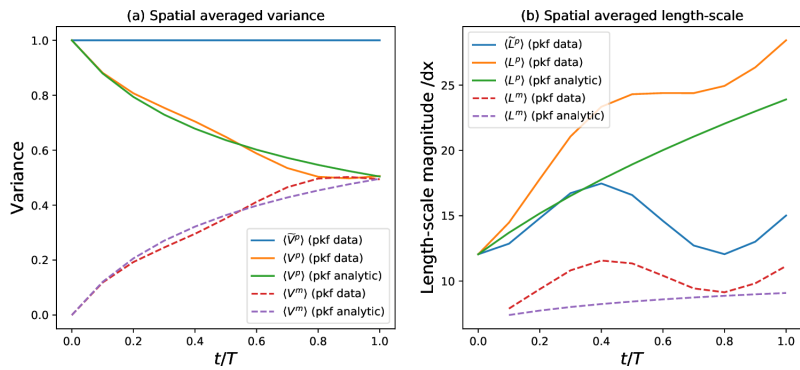 (a) Spatial averaged variance
1.0
0.8
0.6
0.4
0.2
0.0
Variance
⟨Ṽᵖ⟩ (pkf data)
⟨Vᵖ⟩ (pkf data)
⟨Vᵖ⟩ (pkf analytic)
⟨Vᵐ⟩ (pkf data)
⟨Vᵐ⟩ (pkf analytic)
0.0 0.2 0.4 0.6 0.8 1.0
t/T
(b) Spatial averaged length-scale
25
20
15
10
Length-scale magnitude /dx
⟨L̃ᵖ⟩ (pkf data)
⟨Lᵖ⟩ (pkf data)
⟨Lᵖ⟩ (pkf analytic)
⟨Lᵐ⟩ (pkf data)
⟨Lᵐ⟩ (pkf analytic)
0.0 0.2 0.4 0.6 0.8 1.0
t/T